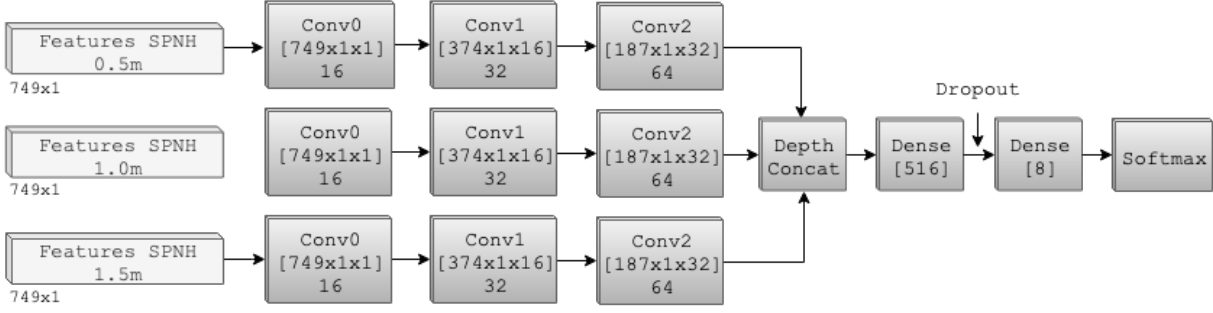 Features SPNH
0.5m
749x1
Conv0
[749x1x1]
16
Conv1
[374x1x16]
32
Conv2
[187x1x32]
64
Features SPNH
1.0m
749x1
Conv0
[749x1x1]
16
Conv1
[374x1x16]
32
Conv2
[187x1x32]
64
Features SPNH
1.5m
749x1
Conv0
[749x1x1]
16
Conv1
[374x1x16]
32
Conv2
[187x1x32]
64
Depth
Concat
Dense
[516]
Dropout
Dense
[8]
Softmax